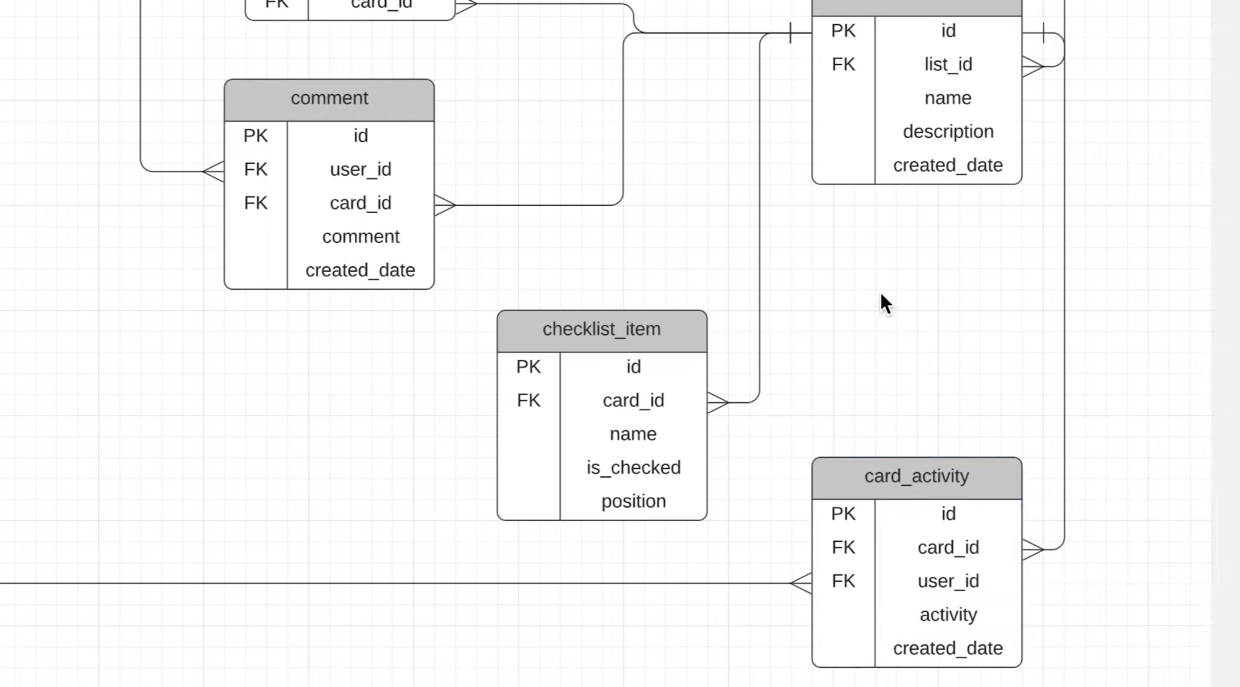 FK card_id
comment
PK id
FK user_id
FK card_id
comment
created_date
checklist_item
PK id
FK card_id
name
is_checked
position
PK id
FK list_id
name
description
created_date
card_activity
PK id
FK card_id
FK user_id
activity
created_date